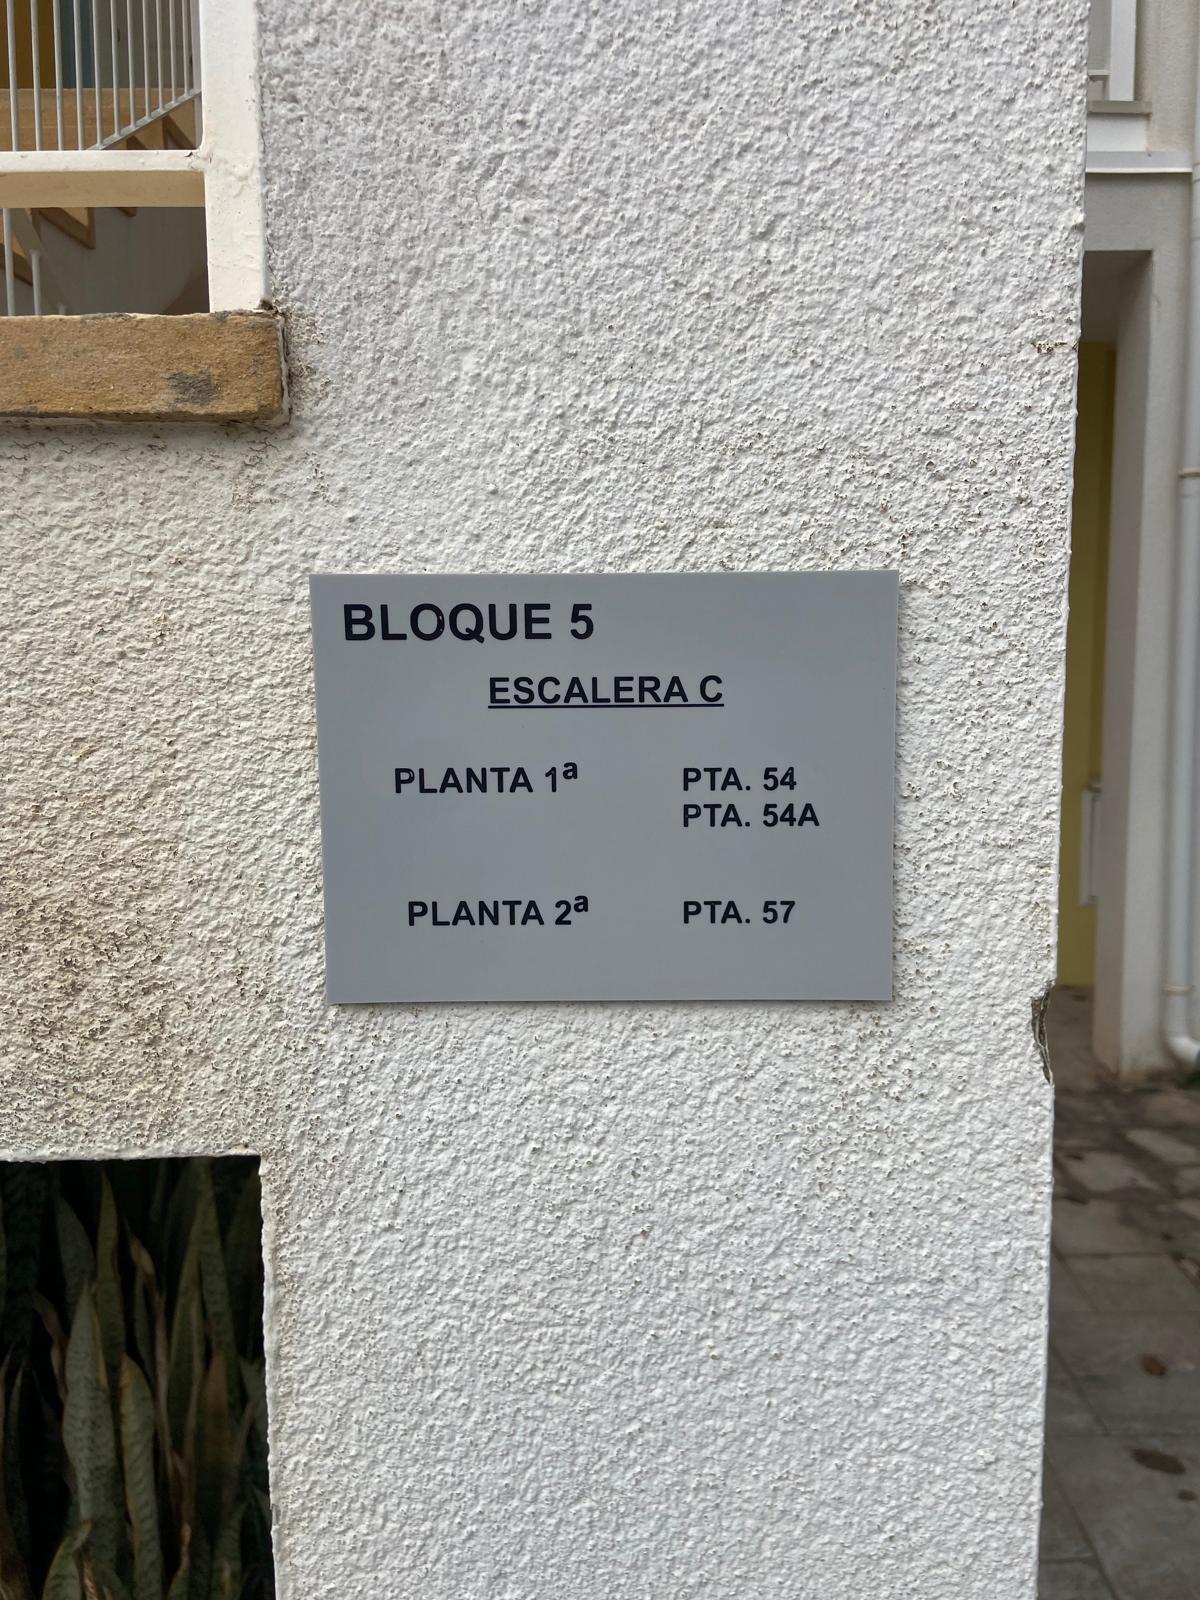 BLOQUE 5
ESCALERA C
PLANTA 1ª PTA. 54
PTA. 54A
PLANTA 2ª PTA. 57